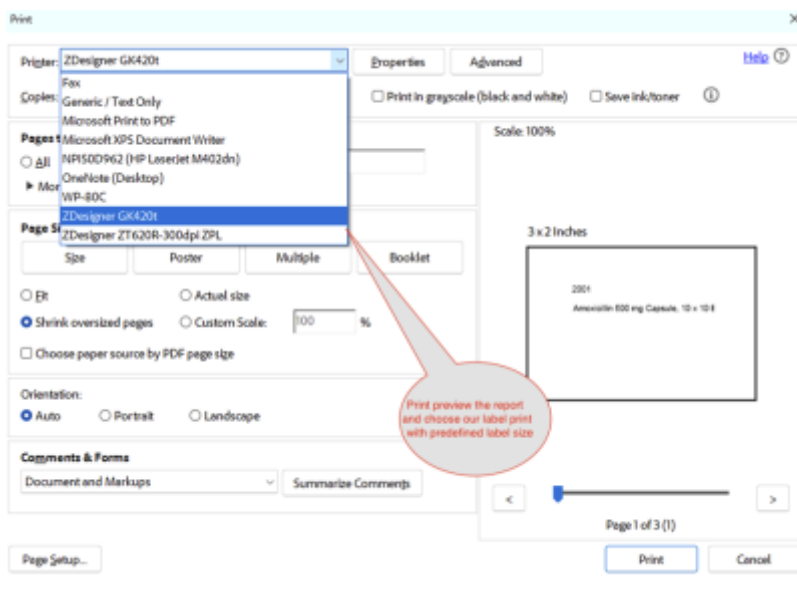 Print
Printer: ZDesigner GK420t Properties Advanced Help
Fax
Copies: Generic / Text Only Print in greyscale (black and white) Save ink/toner
Microsoft Print to PDF
Pages t Microsoft XPS Document Writer Scale: 100%
All NPI50D962 (HP LaserJet M402dn)
OneNote (Desktop)
Mor
WP-80C
ZDesigner GK420t
Page Si ZDesigner ZT620R-300dpi ZPL
3 x 2 Inches
Size Poster Multiple Booklet
Fit Actual size
Shrink oversized pages Custom Scale: 100 %
Choose paper source by PDF page size
2001
Amoxicillin 500 mg Capsule, 10 x 10
Orientation:
Auto Portrait Landscape
Print preview the report
and choose our label print
with predefined label size
Comments & Forms
Document and Markups Summarize Comments
< >
Page 1 of 3 (1)
Page Setup... Print Cancel